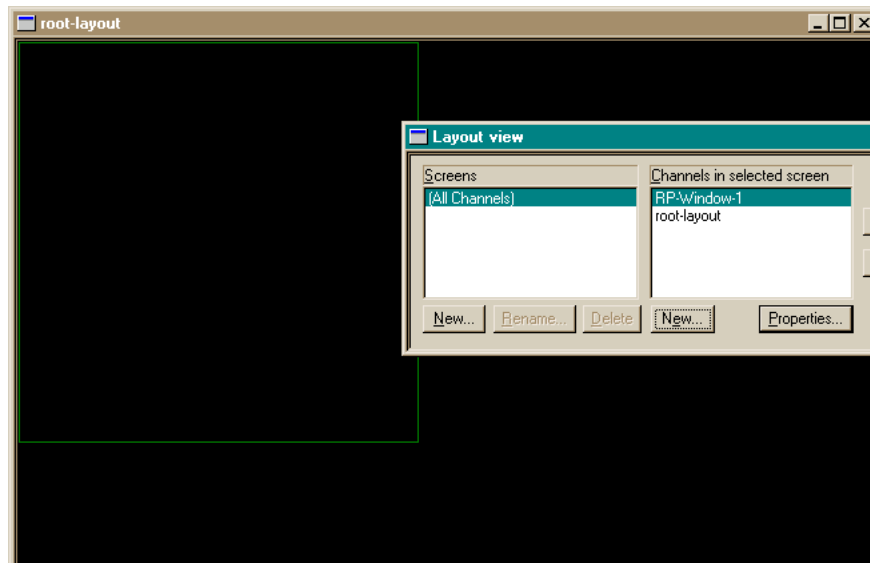 root-layout
Layout view
Screens
Channels in selected screen
(All Channels)
RP-Window-1
root-layout
New...
Rename...
Delete
New...
Properties...